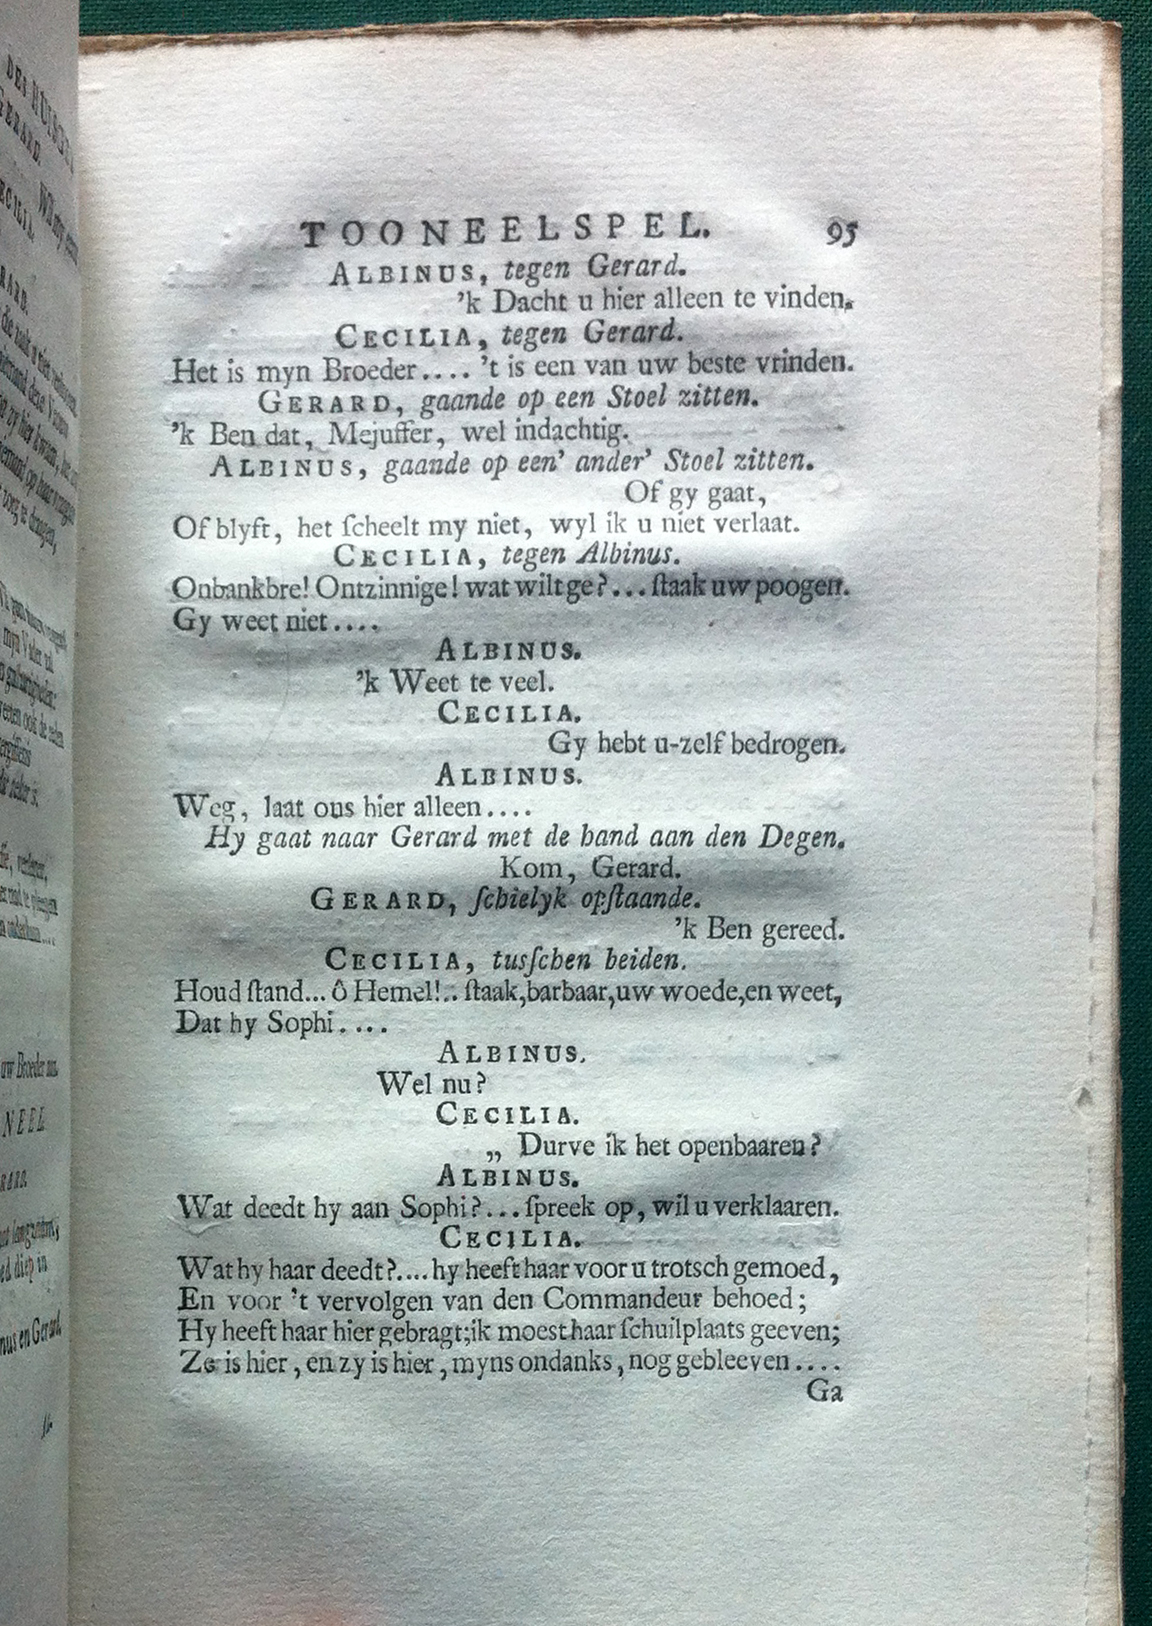 TOONEELSPEL. 95
ALBINUS, tegen Gerard.
'k Dacht u hier alleen te vinden.
CECILIA, tegen Gerard.
Het is myn Broeder.... 't is een van uw beste vrinden.
GERARD, gaande op een Stoel zitten.
'k Ben dat, Mejuffer, wel indachtig.
ALBINUS, gaande op een' ander' Stoel zitten.
Of gy gaat,
Of blyft, het ſcheelt my niet, wyl ik u niet verlaat.
CECILIA, tegen Albinus.
Onbankbre! Ontzinnige! wat wilt ge?... ſtaak uw poogen.
Gy weet niet....
ALBINUS.
'k Weet te veel.
CECILIA.
Gy hebt u-zelf bedrogen.
ALBINUS.
Weg, laat ons hier alleen....
Hy gaat naar Gerard met de hand aan den Degen.
Kom, Gerard.
GERARD, ſchielyk opſtaande.
'k Ben gereed.
CECILIA, tusſchen beiden.
Houd ſtand... ô Hemel!.. ſtaak, barbaar, uw woede, en weet,
Dat hy Sophi....
ALBINUS.
Wel nu?
CECILIA.
„ Durve ik het openbaaren?
ALBINUS.
Wat deedt hy aan Sophi?... ſpreek op, wil u verklaaren.
CECILIA.
Wat hy haar deedt?.... hy heeft haar voor u trotsch gemoed,
En voor 't vervolgen van den Commandeur behoed;
Hy heeft haar hier gebragt; ik moest haar ſchuilplaats geeven;
Ze is hier, en zy is hier, myns ondanks, nog gebleeven....
Ga